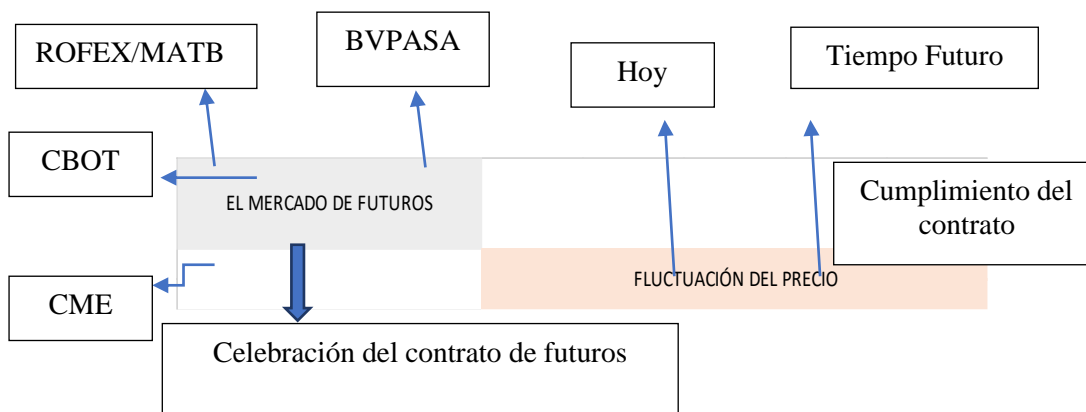 ROFEX/MATB
BVPASA
Hoy
Tiempo Futuro
CBOT
EL MERCADO DE FUTUROS
Cumplimiento del
contrato
CME
FLUCTUACIÓN DEL PRECIO
Celebración del contrato de futuros